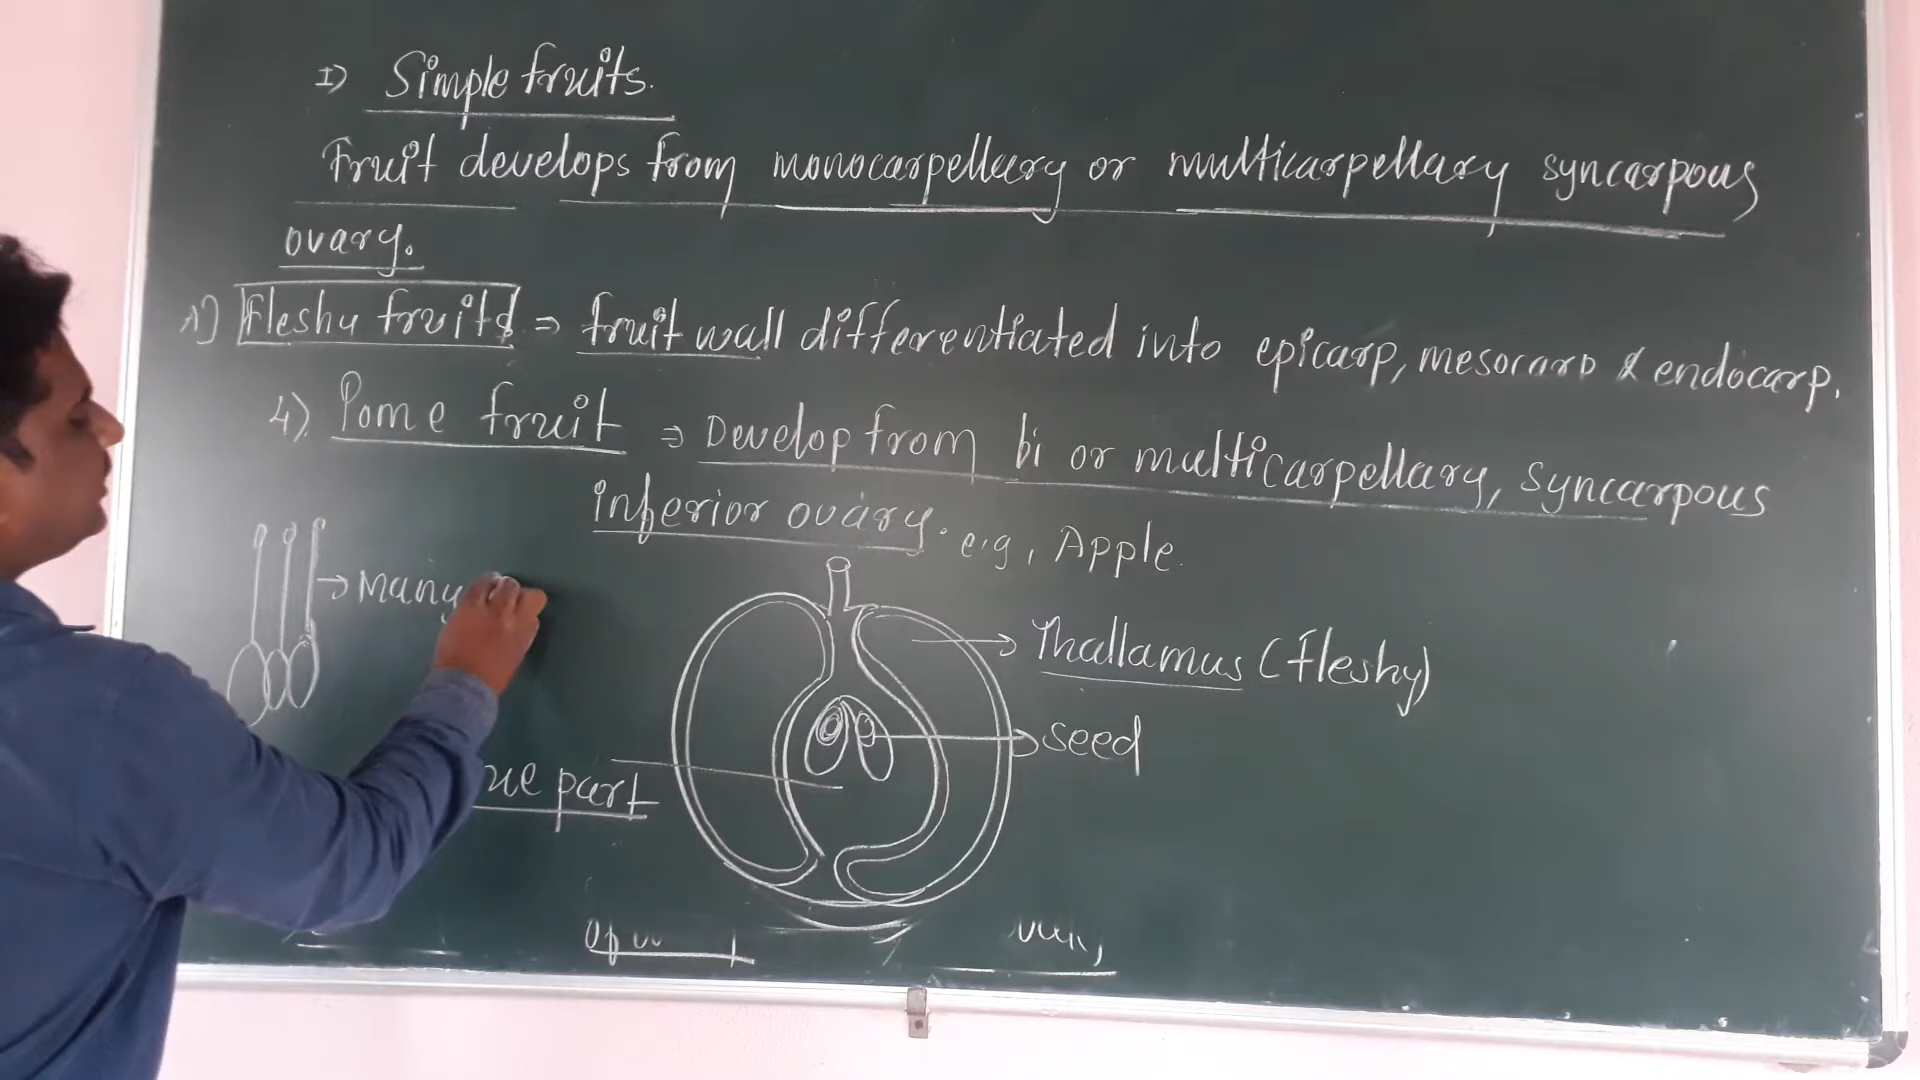 I) Simple fruits.
Fruit develops from monocarpellary or multicarpellary syncarpous
ovary.
A) Fleshy fruits ⇒ fruit wall differentiated into epicarp, mesocarp & endocarp.
4). Pome fruit ⇒ Develop from bi or multicarpellary, syncarpous
inferior ovary. e.g, Apple.
→ Many
→ Thallamus (Fleshy)
→ seed
part